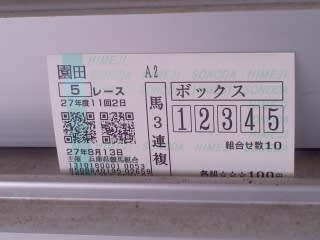 HIMEJI
SONODA
園田
A2
5 レース
27年度11回2日
馬3連複
ボックス
1 2 3 4 5
組合せ数10
27年8月13日
主催 兵庫県競馬組合
各組☆☆☆100円